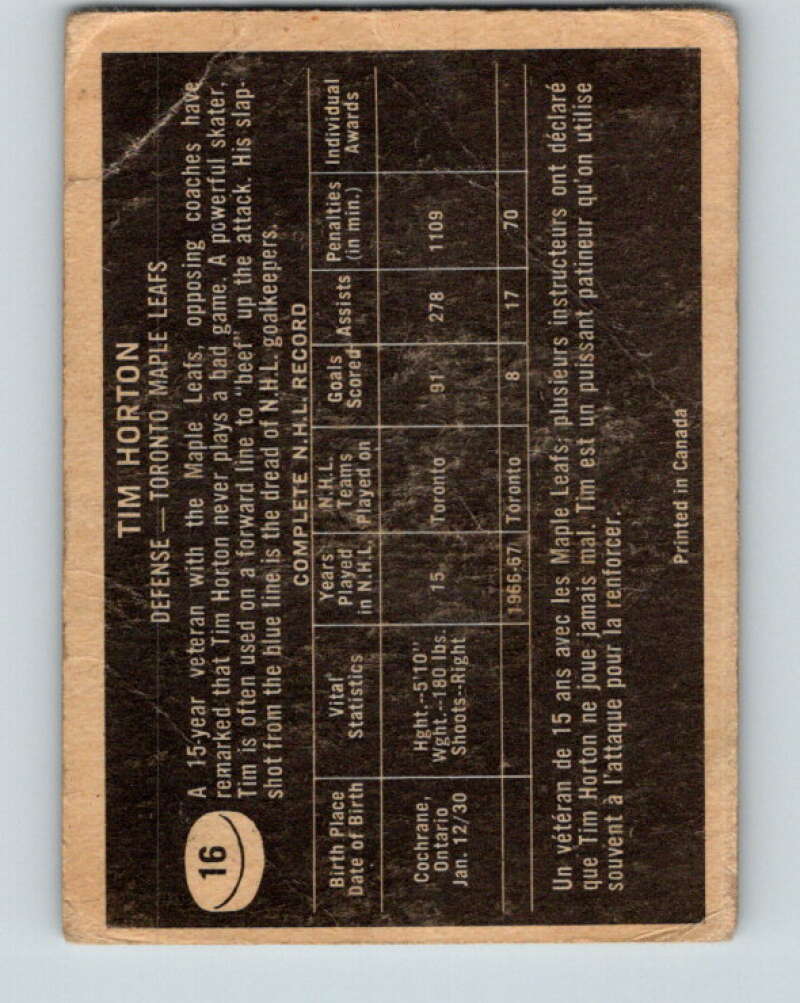 TIM HORTON
DEFENSE — TORONTO MAPLE LEAFS
16
A 15-year veteran with the Maple Leafs, opposing coaches have
remarked that Tim Horton never plays a bad game. A powerful skater,
Tim is often used on a forward line to "beef" up the attack. His slap-
shot from the blue line is the dread of N.H.L. goalkeepers.
COMPLETE N.H.L. RECORD
Birth Place Date of Birth Vital Statistics Years Played in N.H.L. N.H.L. Teams Played on Goals Scored Assists Penalties (in min.) Individual Awards
Cochrane, Ontario Jan. 12/30 Hght.--5'10" Wght.--180 lbs. Shoots--Right 15 Toronto 91 278 1109
1966-67 Toronto 8 17 70
Un vétéran de 15 ans avec les Maple Leafs; plusieurs instructeurs ont déclaré
que Tim Horton ne joue jamais mal. Tim est un puissant patineur qu'on utilise
souvent à l'attaque pour la renforcer.
Printed in Canada